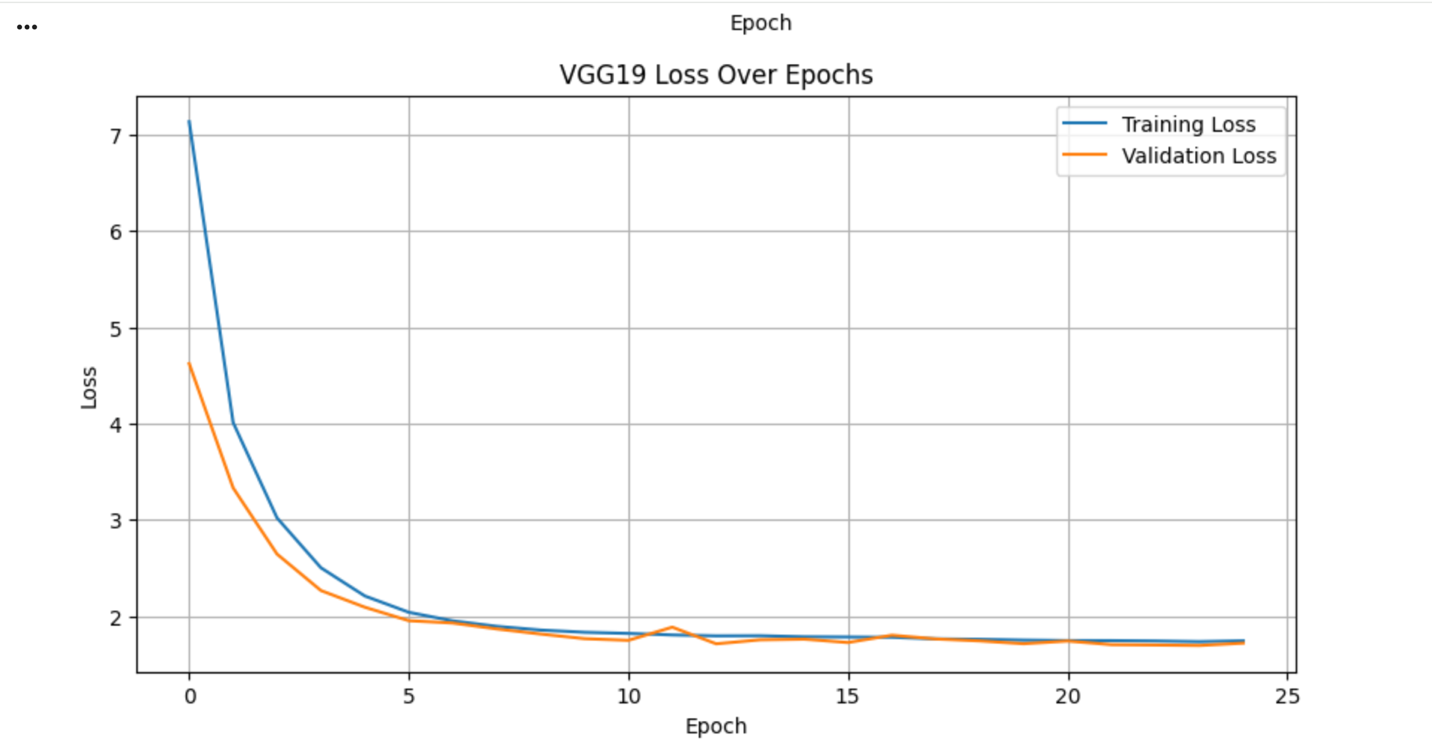 ...
Epoch
VGG19 Loss Over Epochs
Training Loss
Validation Loss
7
6
5
4
3
2
Loss
0 5 10 15 20 25
Epoch